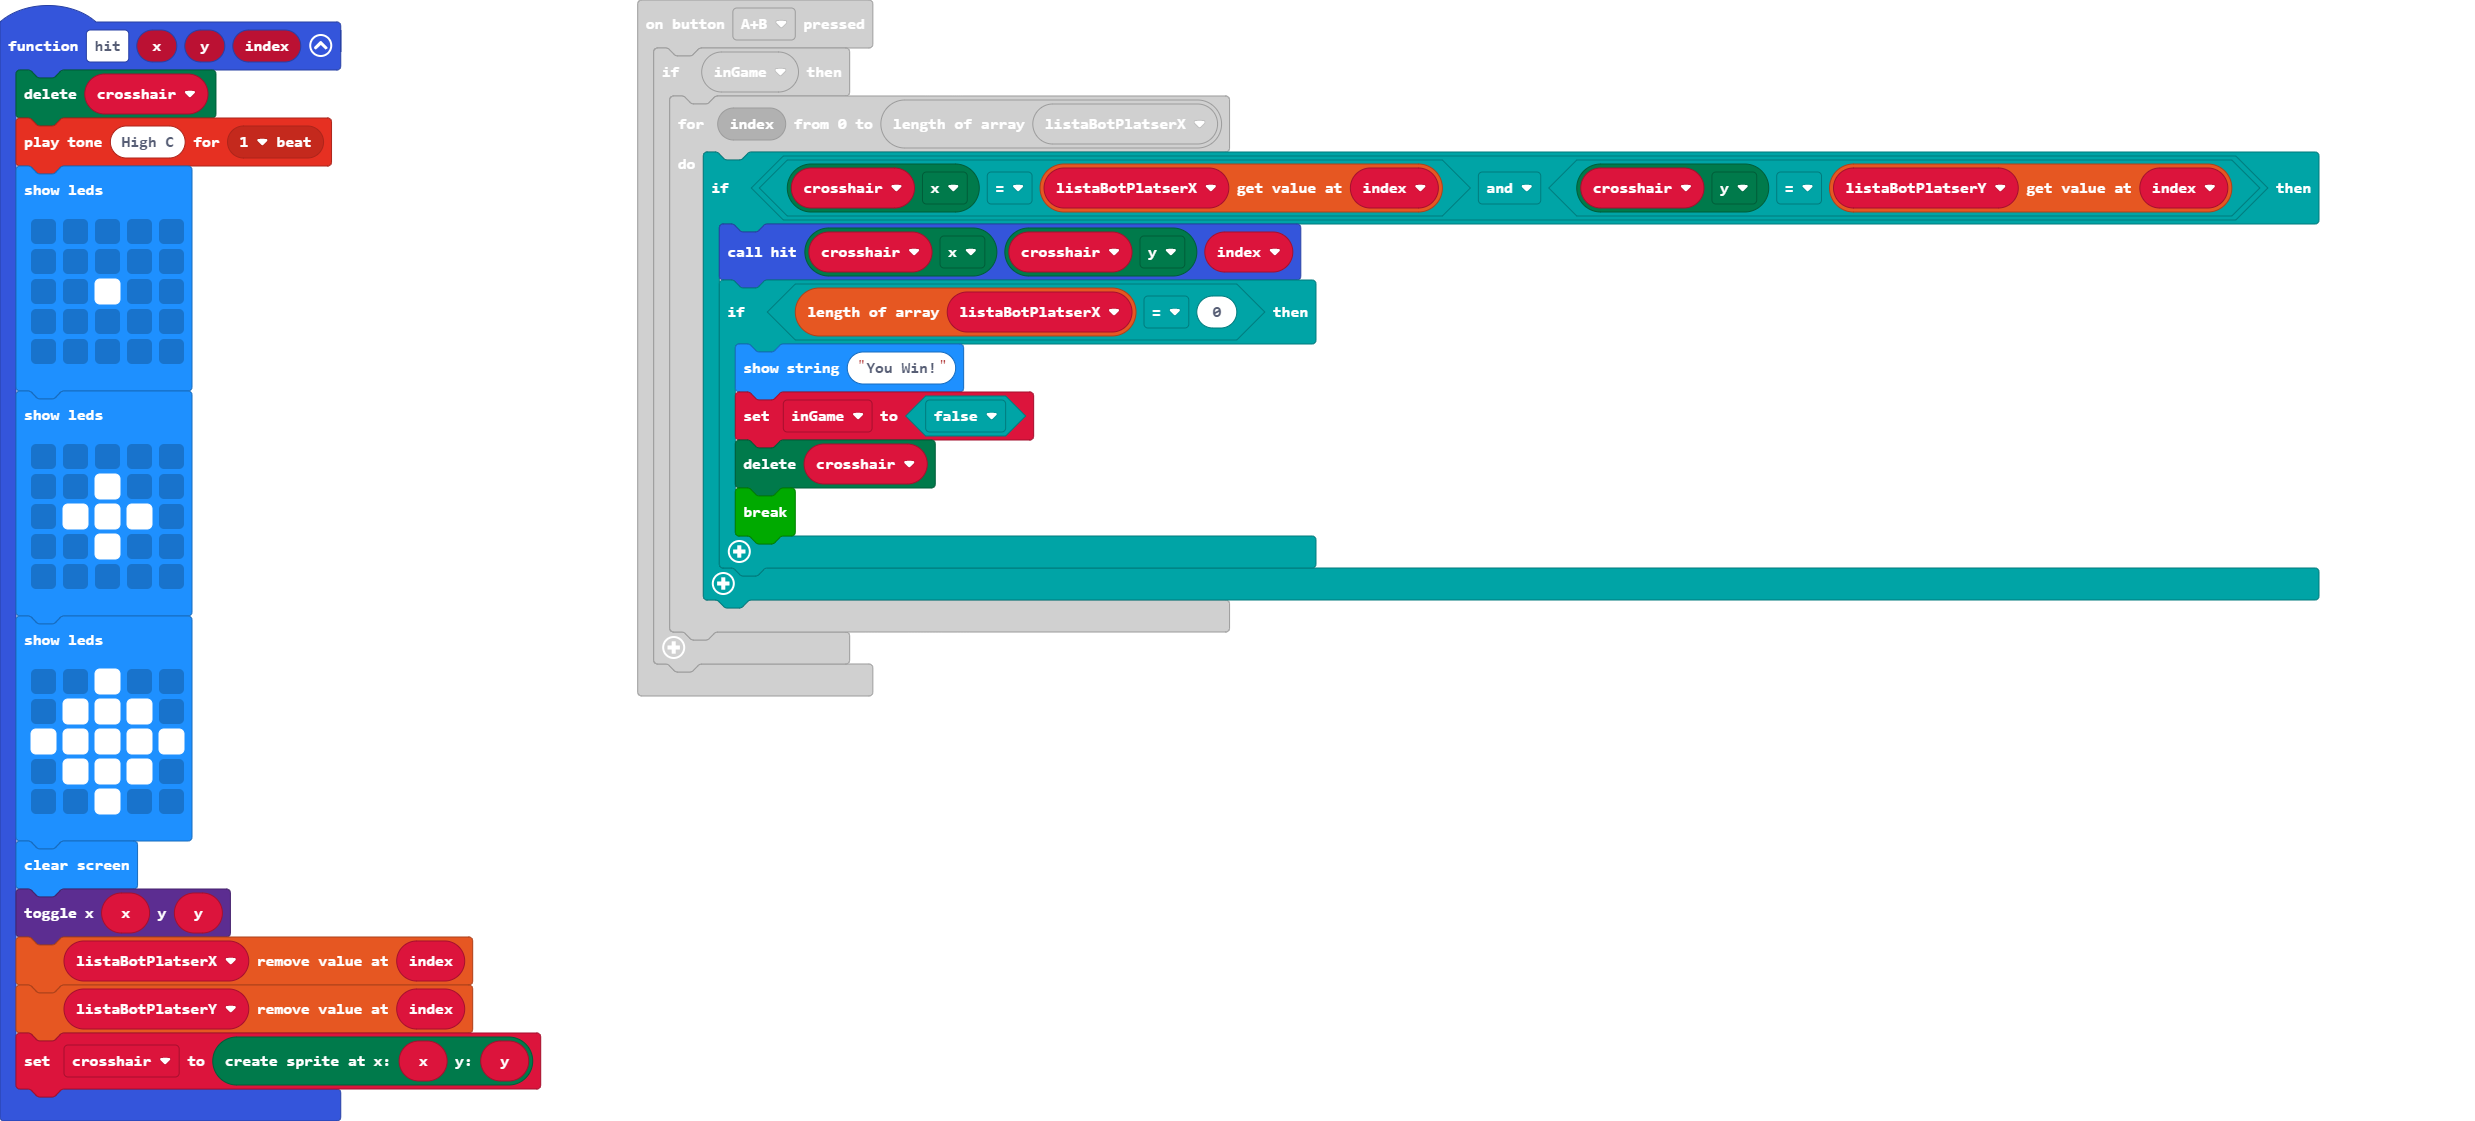 function hit x y index
delete crosshair
play tone High C for 1 beat
show leds
show leds
show leds
clear screen
toggle x x y y
listaBotPlatserX remove value at index
listaBotPlatserY remove value at index
set crosshair to create sprite at x: x y: y
on button A+B pressed
if inGame then
for index from 0 to length of array listaBotPlatserX
do
if crosshair x = listaBotPlatserX get value at index and crosshair y = listaBotPlatserY get value at index then
call hit crosshair x crosshair y index
if length of array listaBotPlatserX = 0 then
show string "You Win!"
set inGame to false
delete crosshair
break